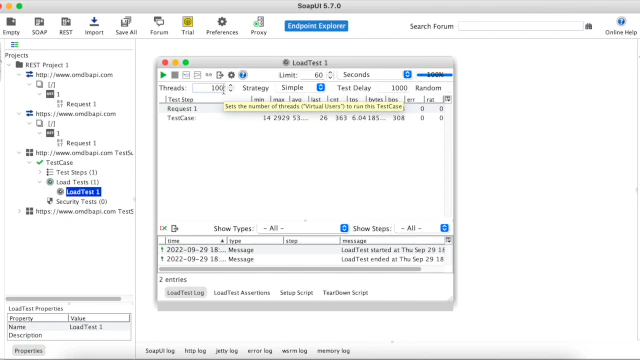 SoapUI 5.7.0
Empty SOAP REST Import Save All Forum Trial Preferences Proxy Endpoint Explorer Search Forum Online Help
Projects
REST Project 1
http://www.omdbapi.com
[/]
1
Request 1
https://www.omdbapi.com
[/]
1
Request 1
http://www.omdbapi.com TestSu
TestCase
Test Steps (1)
Load Tests (1)
LoadTest 1
Security Tests (0)
https://www.omdbapi.com TestS
LoadTest Properties
Property Value
Name LoadTest 1
Description
Properties
LoadTest 1
Limit: 60 Seconds 100%
Threads: 100 Strategy Simple Test Delay 1000 Random
Test Step min max avg last cnt tps bytes bps err rat
Request 1
Sets the number of threads ("Virtual Users") to run this TestCase
TestCase: 14 2929 53.... 26 363 6.04 185... 308 0 0
0 0
Show Types: - All - Show Steps: - All -
time type step message
2022-09-29 18:... Message LoadTest started at Thu Sep 29 18
2022-09-29 18:... Message LoadTest ended at Thu Sep 29 18:
2 entries
LoadTest Log LoadTest Assertions Setup Script TearDown Script
SoapUI log http log jetty log error log wsrm log memory log